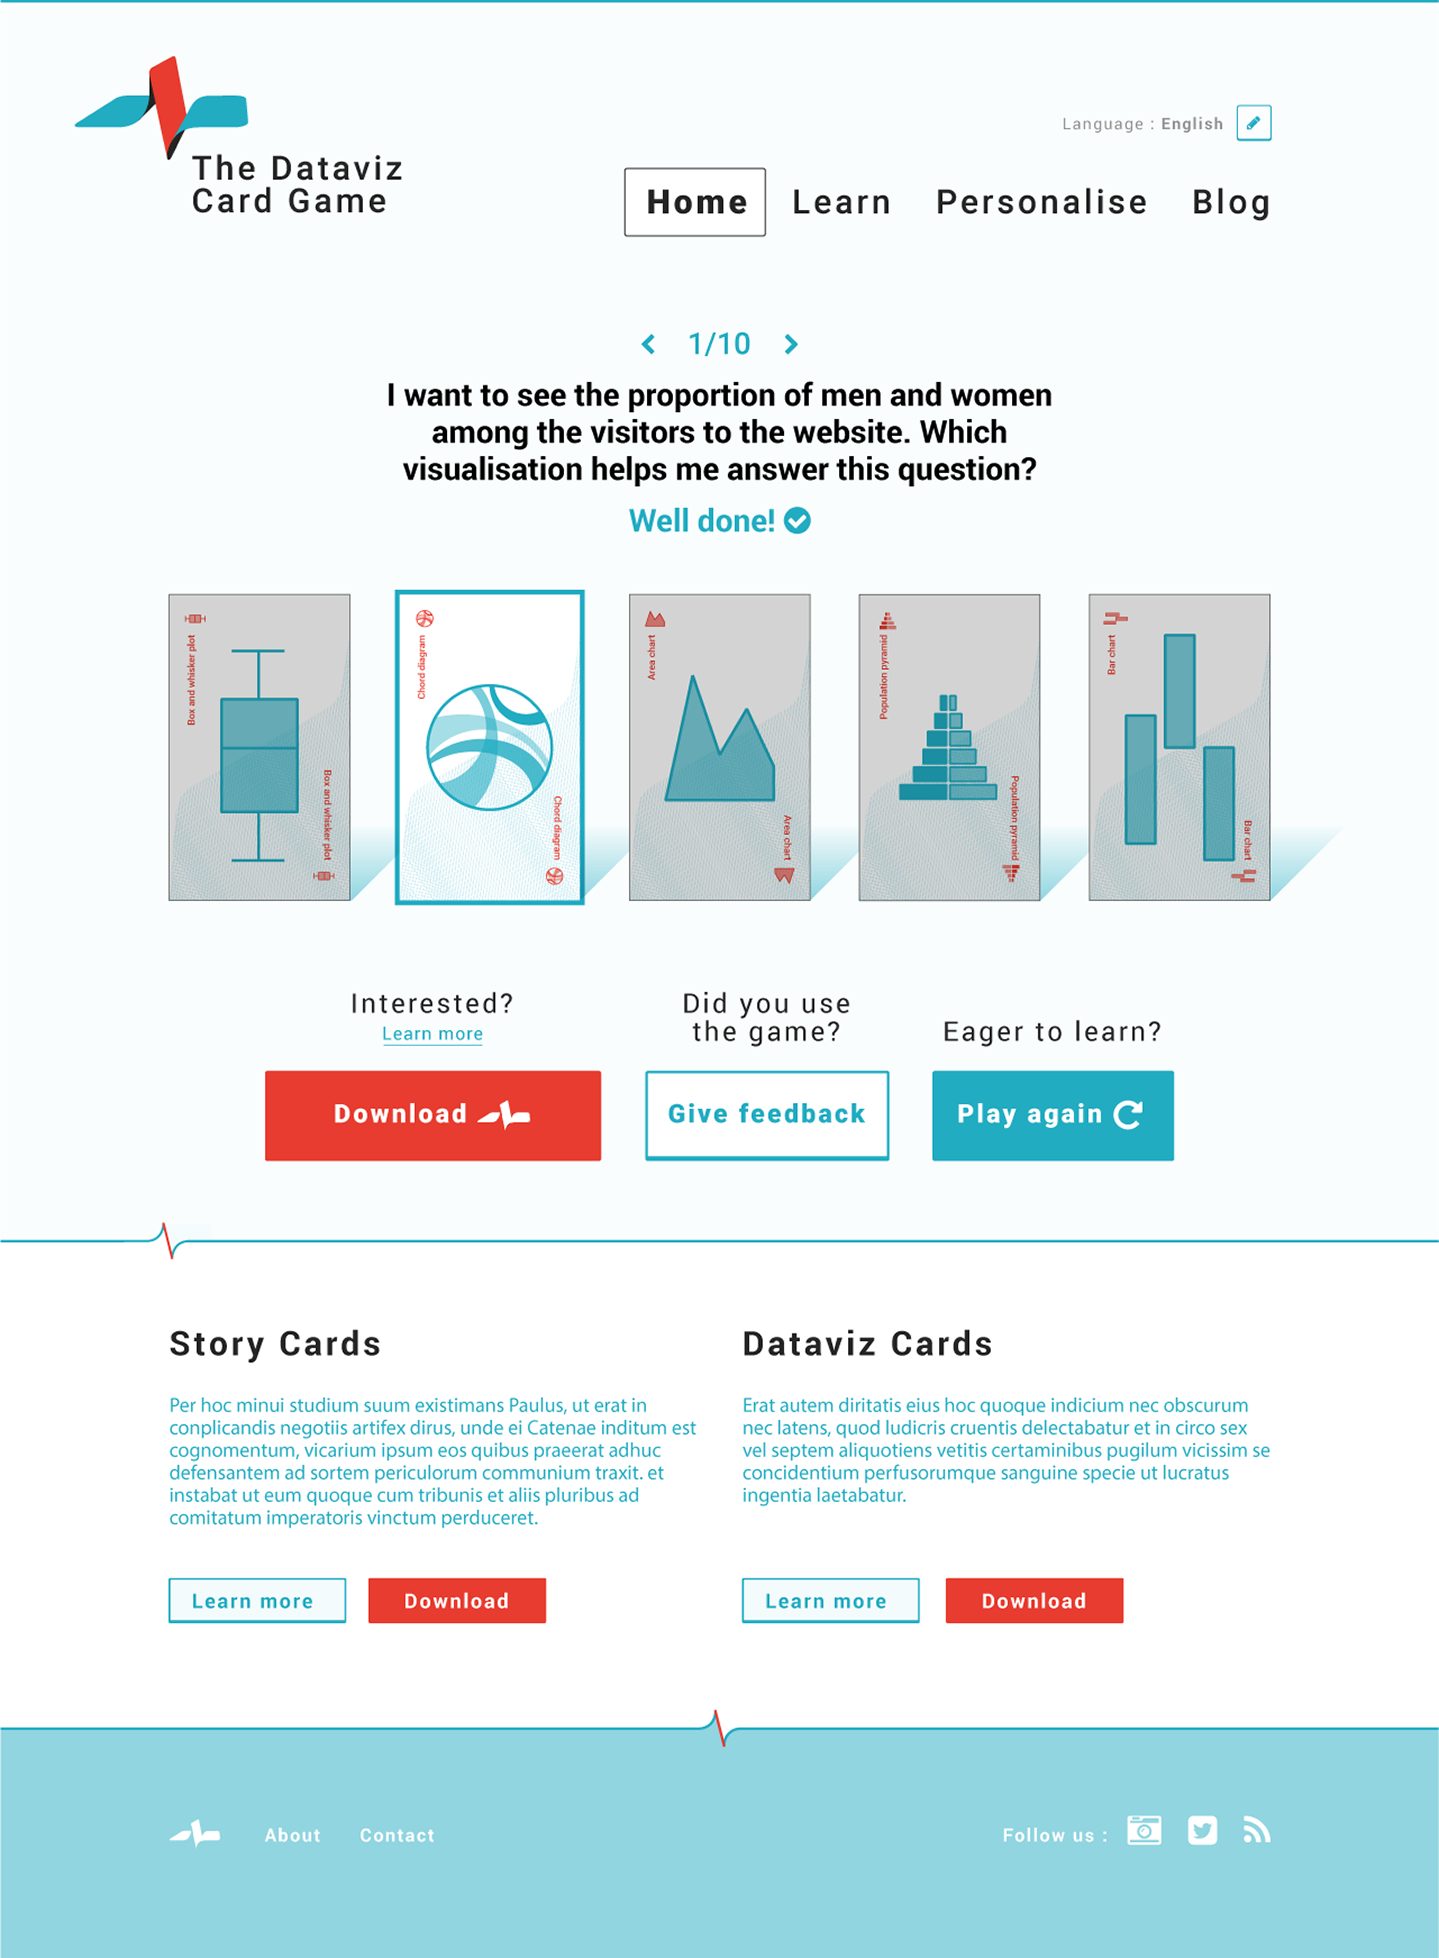 The Dataviz
Card Game
Language : English
Home
Learn
Personalise
Blog
1/10
I want to see the proportion of men and women
among the visitors to the website. Which
visualisation helps me answer this question?
Well done!
Box and whisker plot
Box and whisker plot
Chord diagram
Chord diagram
Area chart
Area chart
Population pyramid
Population pyramid
Bar chart
Bar chart
Interested?
Learn more
Download
Did you use
the game?
Give feedback
Eager to learn?
Play again
Story Cards
Per hoc minui studium suum existimans Paulus, ut erat in
conplicandis negotiis artifex dirus, unde ei Catenae inditum est
cognomentum, vicarium ipsum eos quibus praeerat adhuc
defensantem ad sortem periculorum communium traxit. et
instabat ut eum quoque cum tribunis et aliis pluribus ad
comitatum imperatoris vinctum perduceret.
Learn more
Download
Dataviz Cards
Erat autem diritatis eius hoc quoque indicium nec obscurum
nec latens, quod ludicris cruentis delectabatur et in circo sex
vel septem aliquotiens vetitis certaminibus pugilum vicissim se
concidentium perfusorumque sanguine specie ut lucratus
ingentia laetabatur.
Learn more
Download
About
Contact
Follow us :